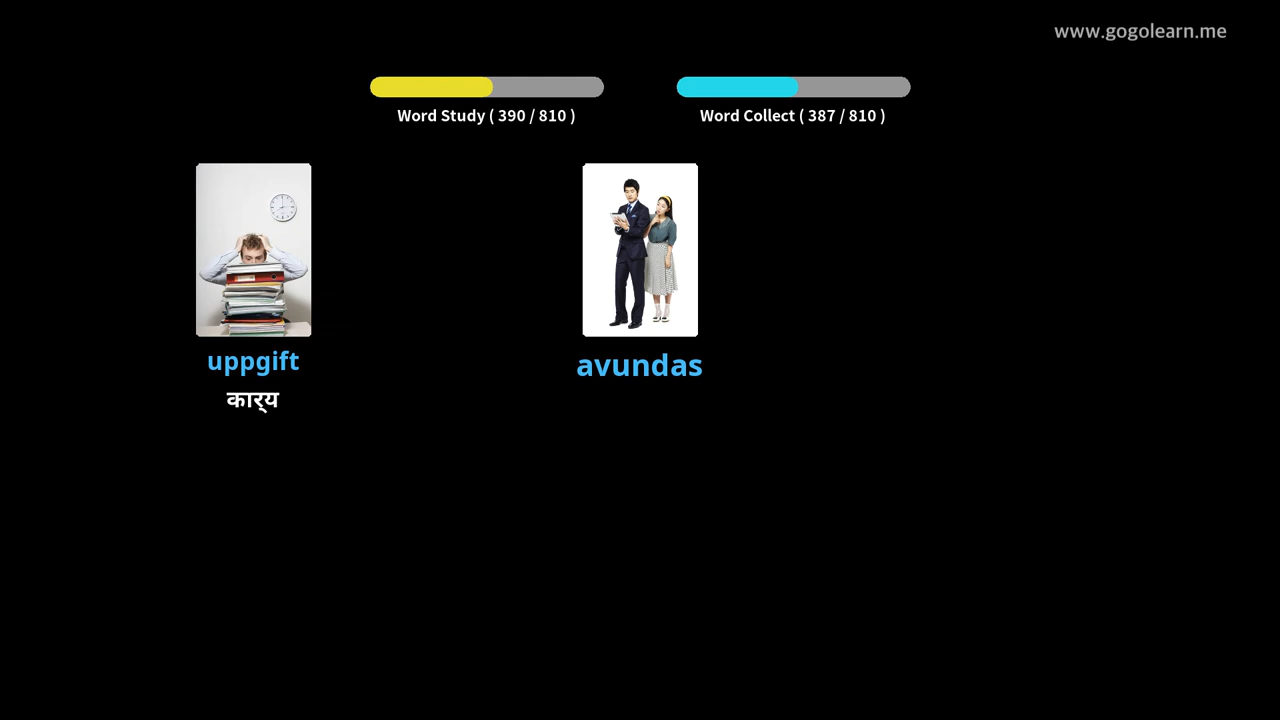 www.gogolearn.me
Word Study ( 390 / 810 )
Word Collect ( 387 / 810 )
uppgift
avundas
कार्य